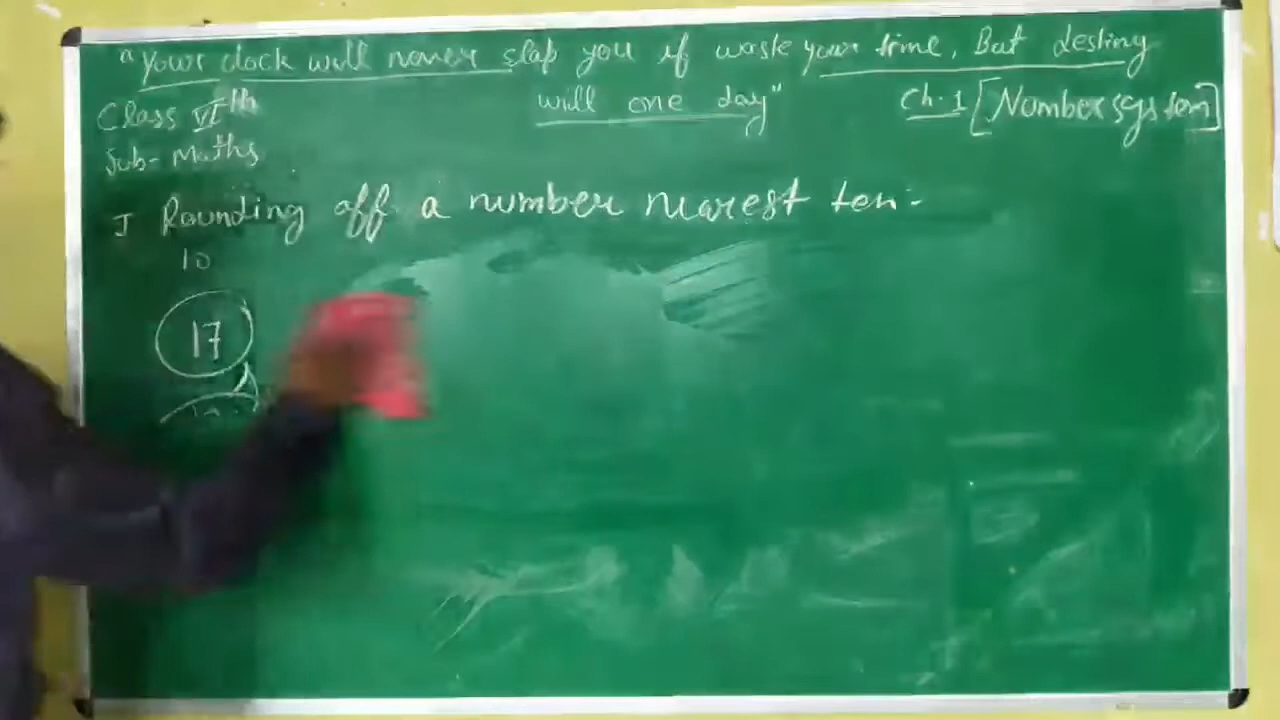 "Your clock will never slap you if waste your time, But destiny
will one day"
Ch.1 [Number system]
Class VIth
Sub- Maths
I Rounding off a number nearest ten-
10
17